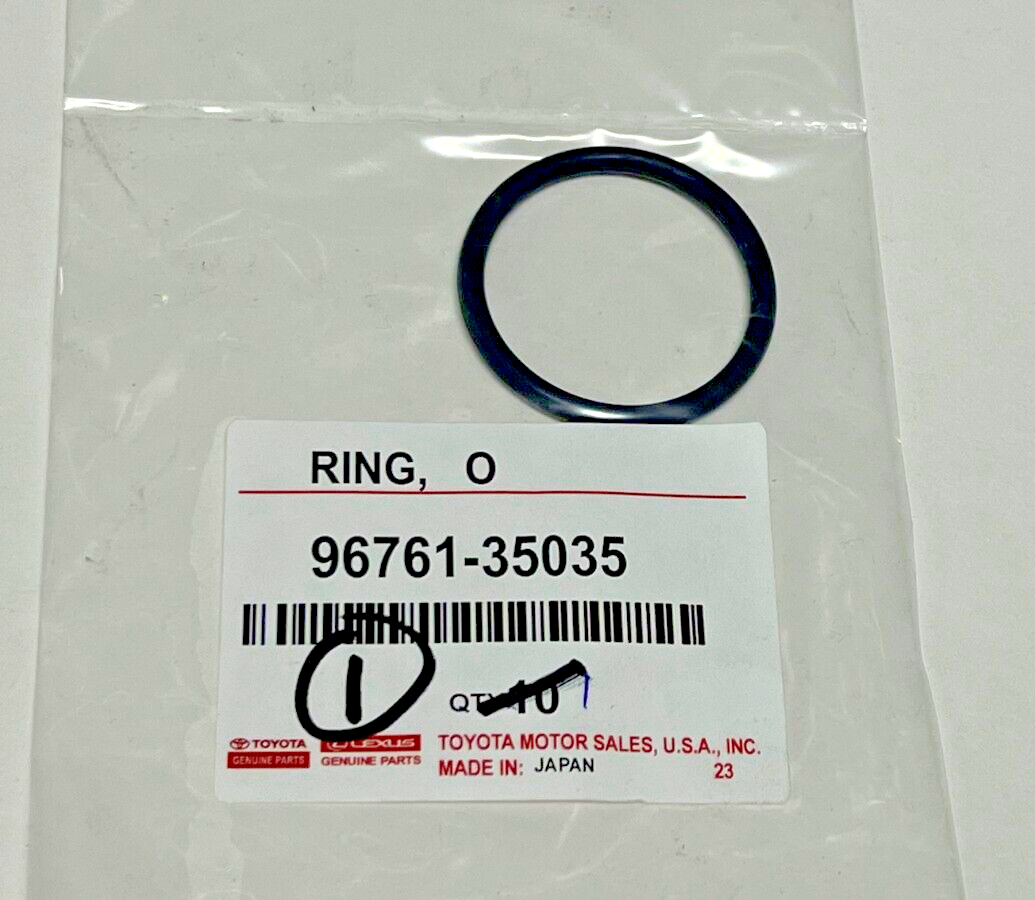 RING, O
96761-35035
1
QTY 10 1
TOYOTA LEXUS TOYOTA MOTOR SALES, U.S.A., INC.
GENUINE PARTS GENUINE PARTS MADE IN: JAPAN 23